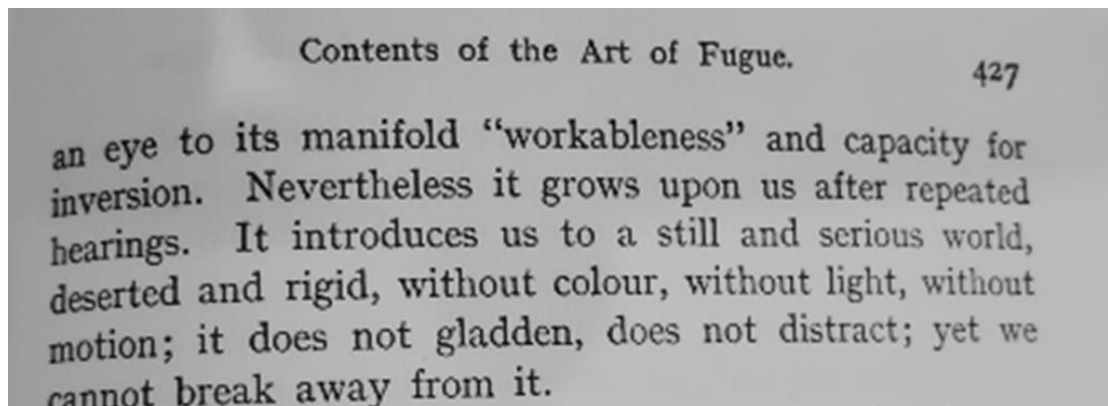 Contents of the Art of Fugue. 427
an eye to its manifold “workableness” and capacity for
inversion. Nevertheless it grows upon us after repeated
hearings. It introduces us to a still and serious world,
deserted and rigid, without colour, without light, without
motion; it does not gladden, does not distract; yet we
cannot break away from it.